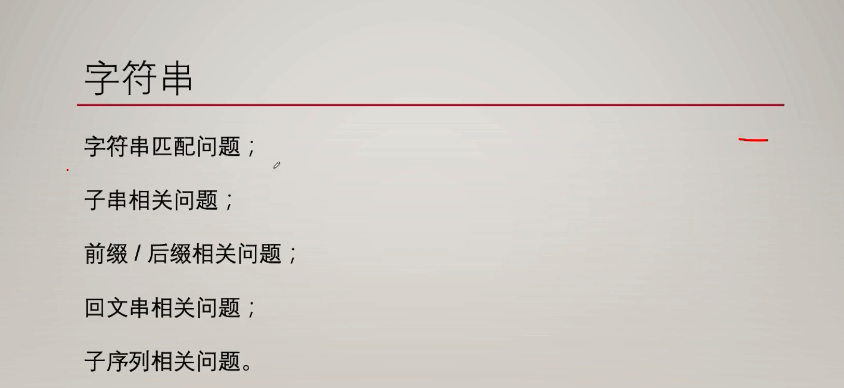 字符串
字符串匹配问题；
子串相关问题；
前缀 / 后缀相关问题；
回文串相关问题；
子序列相关问题。